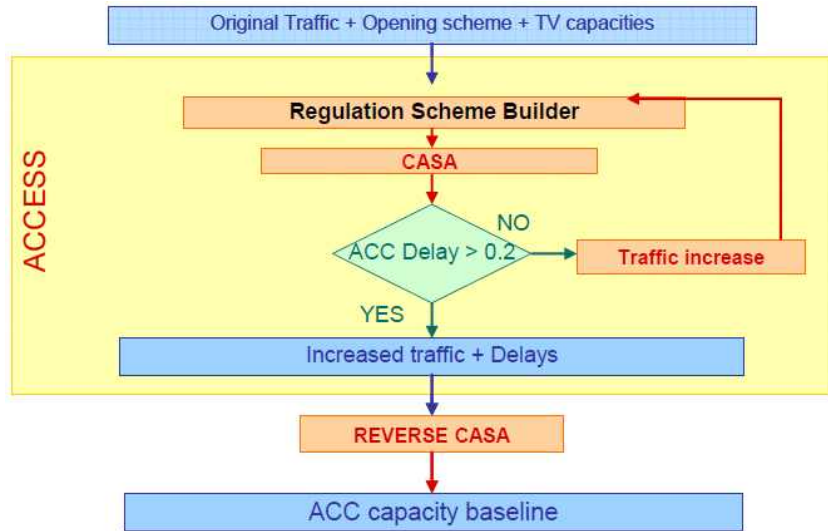 Original Traffic + Opening scheme + TV capacities
ACCESS
Regulation Scheme Builder
CASA
ACC Delay > 0.2
NO
Traffic increase
YES
Increased traffic + Delays
REVERSE CASA
ACC capacity baseline